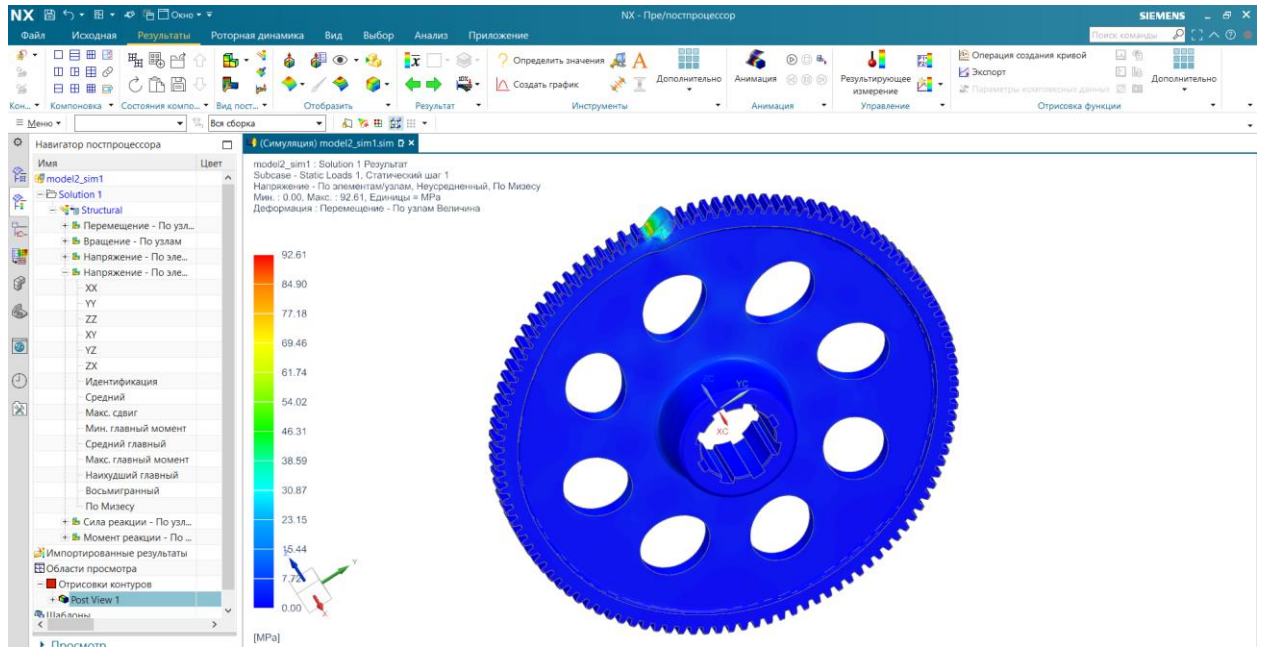 NX
Окно
NX - Пре/постпроцессор
SIEMENS
Файл Исходная Результаты Роторная динамика Вид Выбор Анализ Приложение
Поиск команды
Определить значения
Создать график
Дополнительно
Анимация
Результирующее измерение
Операция создания кривой
Экспорт
Параметры комплексных данных
Дополнительно
Кон... Компоновка Состояния компо... Вид пост... Отобразить Результат Инструменты Анимация Управление Отрисовка функции
Меню
Вся сборка
Навигатор постпроцессора
(Симуляция) model2_sim1.sim
Имя Цвет
model2_sim1
Solution 1
Structural
Перемещение - По узл...
Вращение - По узлам
Напряжение - По эле...
Напряжение - По эле...
XX
YY
ZZ
XY
YZ
ZX
Идентификация
Средний
Макс. сдвиг
Мин. главный момент
Средний главный
Макс. главный момент
Наихудший главный
Восьмигранный
По Мизесу
Сила реакции - По узл...
Момент реакции - По ...
Импортированные результаты
Области просмотра
Отрисовки контуров
Post View 1
Шаблоны
Просмотр
model2_sim1 : Solution 1 Результат
Subcase - Static Loads 1, Статический шаг 1
Напряжение - По элементам/узлам, Неусредненный, По Мизесу
Мин. : 0.00, Макс. : 92.61, Единицы = MPa
Деформация : Перемещение - По узлам Величина
92.61
84.90
77.18
69.46
61.74
54.02
46.31
38.59
30.87
23.15
15.44
7.72
0.00
[MPa]
ZC
YC
XC
Z
Y
X